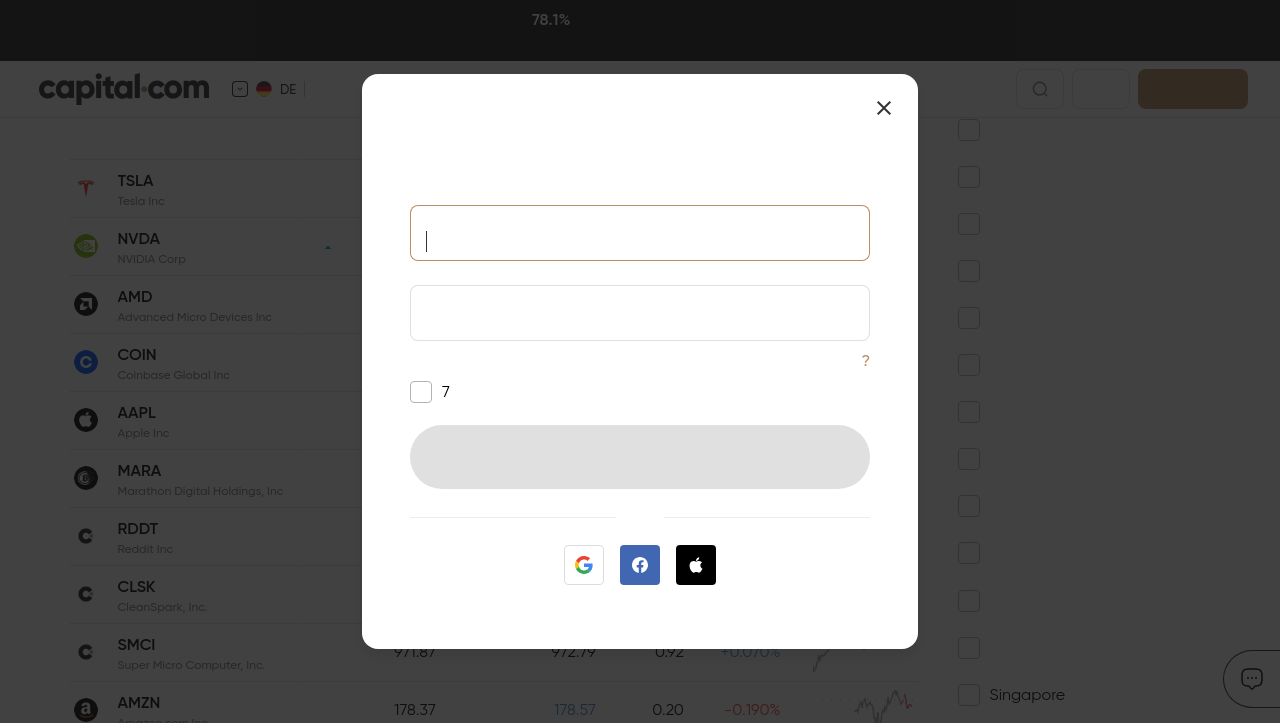 78.1%
capital.com
DE
TSLA
Tesla Inc
NVDA
NVIDIA Corp
AMD
Advanced Micro Devices Inc
COIN
Coinbase Global Inc
AAPL
Apple Inc
MARA
Marathon Digital Holdings, Inc
RDDT
Reddit Inc
CLSK
CleanSpark, Inc.
SMCI
Super Micro Computer, Inc.
971.87 972.79 0.92 +0.070%
AMZN
Amazon.com Inc
178.37 178.57 0.20 -0.190%
?
7
Singapore